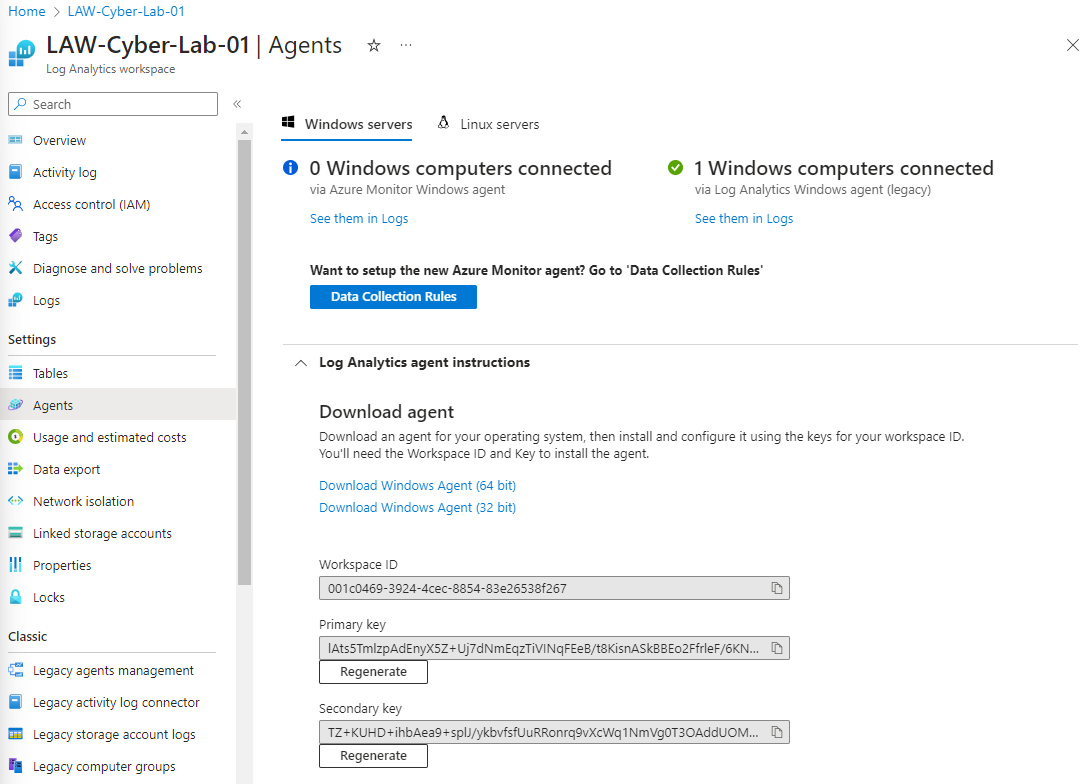 Home > LAW-Cyber-Lab-01
LAW-Cyber-Lab-01 | Agents
Log Analytics workspace
Search
Overview
Activity log
Access control (IAM)
Tags
Diagnose and solve problems
Logs
Settings
Tables
Agents
Usage and estimated costs
Data export
Network isolation
Linked storage accounts
Properties
Locks
Classic
Legacy agents management
Legacy activity log connector
Legacy storage account logs
Legacy computer groups
Windows servers
Linux servers
0 Windows computers connected
via Azure Monitor Windows agent
See them in Logs
1 Windows computers connected
via Log Analytics Windows agent (legacy)
See them in Logs
Want to setup the new Azure Monitor agent? Go to 'Data Collection Rules'
Data Collection Rules
Log Analytics agent instructions
Download agent
Download an agent for your operating system, then install and configure it using the keys for your workspace ID.
You'll need the Workspace ID and Key to install the agent.
Download Windows Agent (64 bit)
Download Windows Agent (32 bit)
Workspace ID
001c0469-3924-4cec-8854-83e26538f267
Primary key
lAts5TmlzpAdEnyX5Z+Uj7dNmEqzTiVINqFEeB/t8KisnASkBBEo2FfrleF/6KN...
Regenerate
Secondary key
TZ+KUHD+ihbAea9+splJ/ykbvfsfUuRRonrq9vXcWq1NmVg0T3OAddUOM...
Regenerate